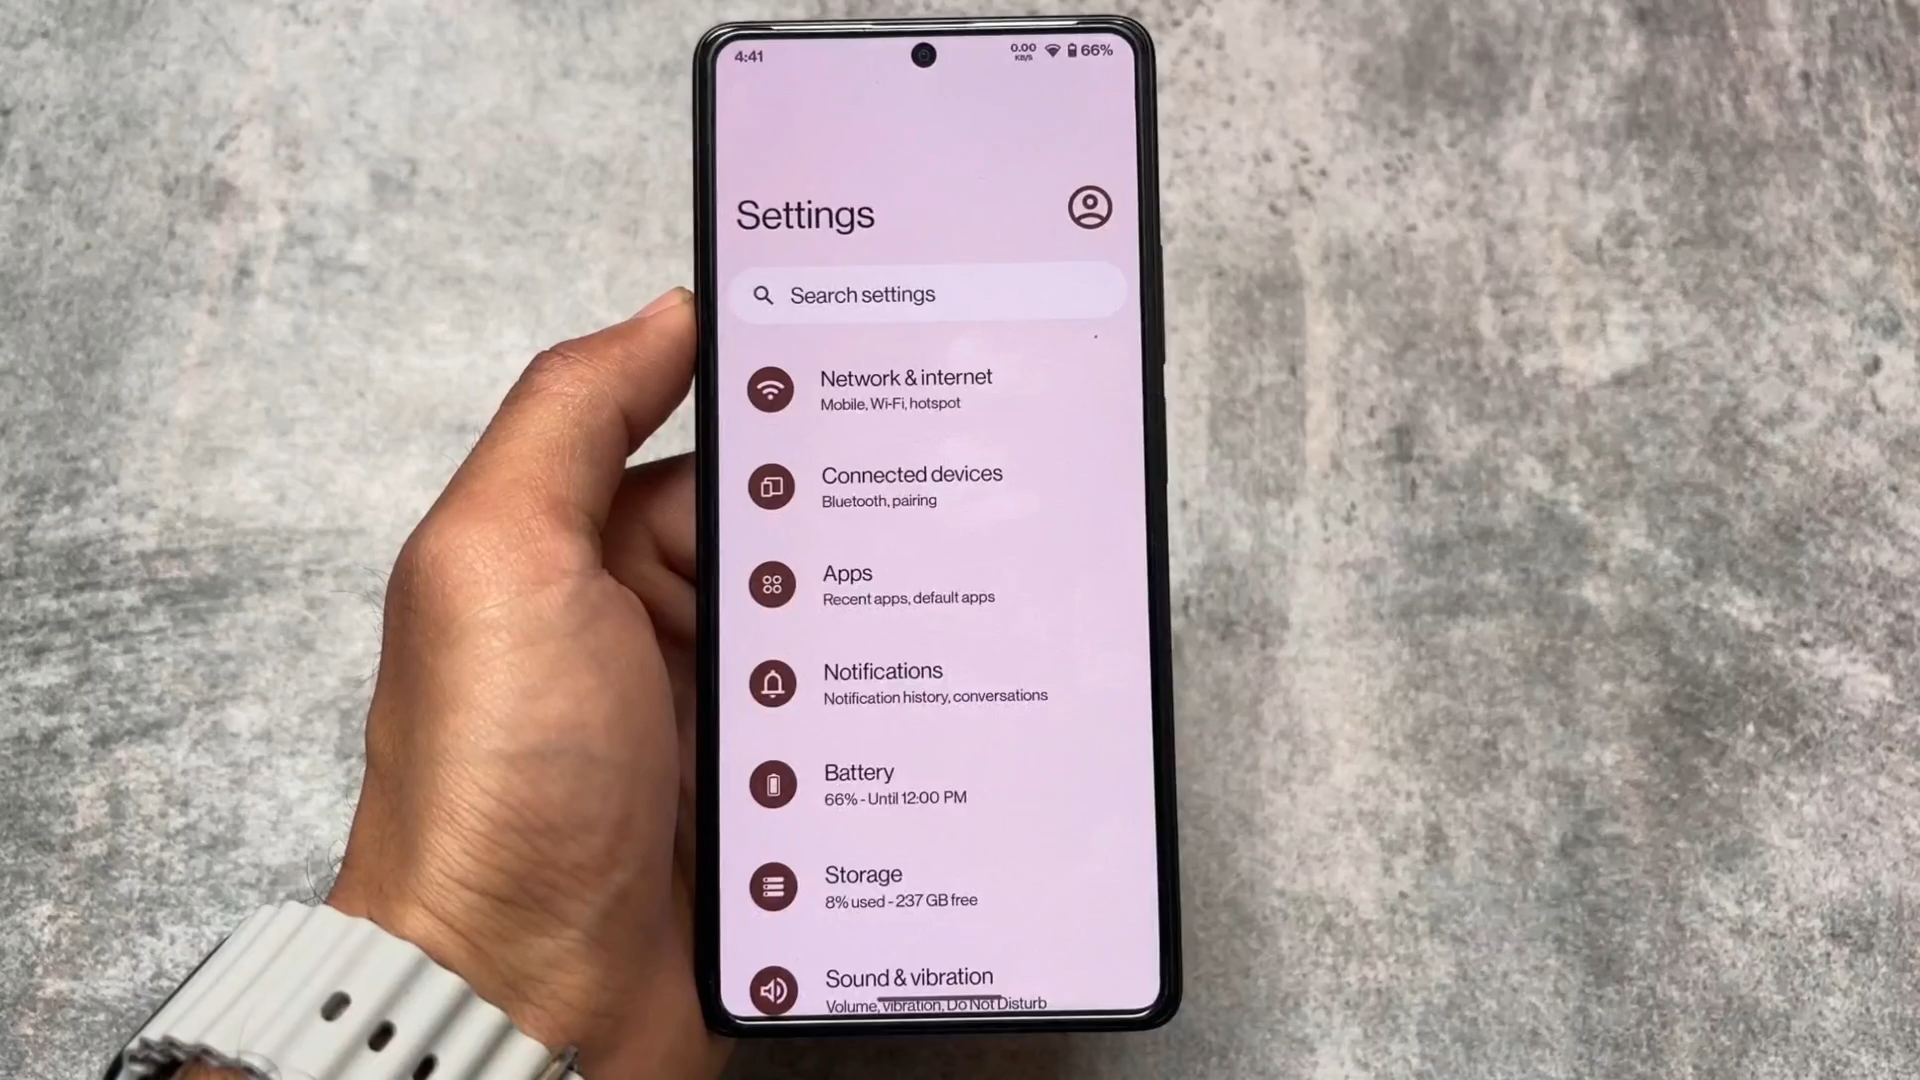 4:41
0.00
KB/S
66%
Settings
Search settings
Network & internet
Mobile, Wi-Fi, hotspot
Connected devices
Bluetooth, pairing
Apps
Recent apps, default apps
Notifications
Notification history, conversations
Battery
66% - Until 12:00 PM
Storage
8% used - 237 GB free
Sound & vibration
Volume, vibration, Do Not Disturb